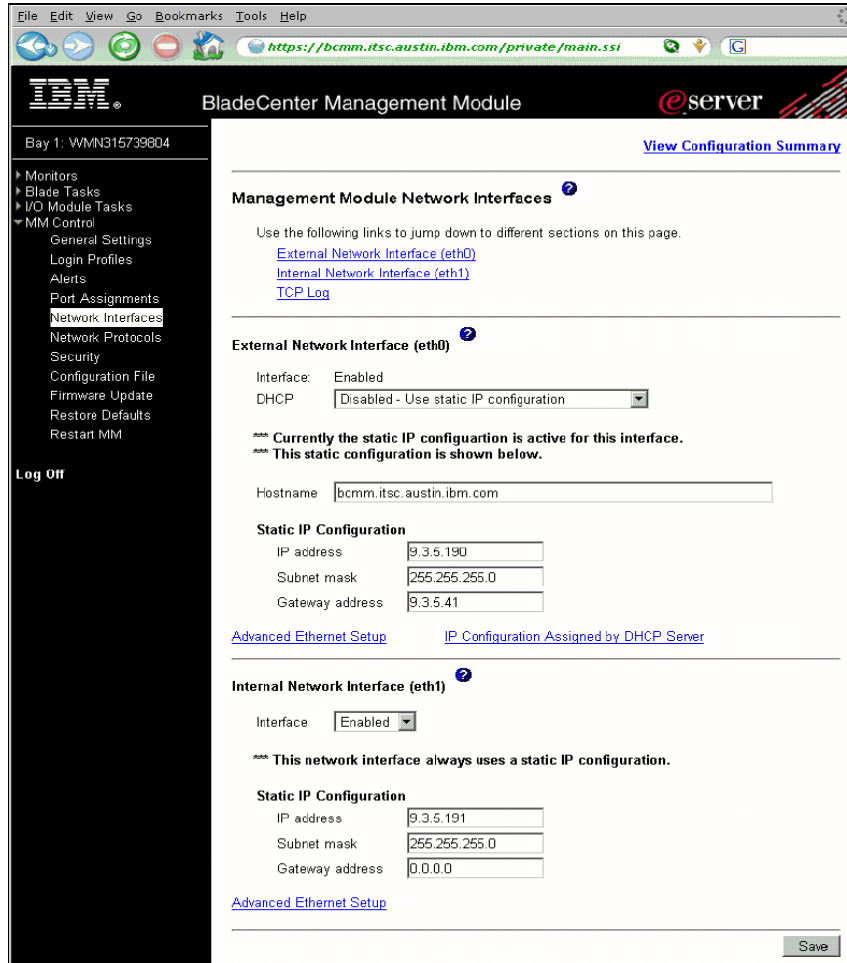 File Edit View Go Bookmarks Tools Help
https://bcmm.itsc.austin.ibm.com/private/main.ssi G
IBM®
BladeCenter Management Module
@server
Bay 1: WMN315739804
View Configuration Summary
Monitors
Blade Tasks
I/O Module Tasks
MM Control
General Settings
Login Profiles
Alerts
Port Assignments
Network Interfaces
Network Protocols
Security
Configuration File
Firmware Update
Restore Defaults
Restart MM
Log Off
Management Module Network Interfaces ?
Use the following links to jump down to different sections on this page.
External Network Interface (eth0)
Internal Network Interface (eth1)
TCP Log
External Network Interface (eth0) ?
Interface: Enabled
DHCP Disabled - Use static IP configuration
*** Currently the static IP configuartion is active for this interface.
*** This static configuration is shown below.
Hostname bcmm.itsc.austin.ibm.com
Static IP Configuration
IP address 9.3.5.190
Subnet mask 255.255.255.0
Gateway address 9.3.5.41
Advanced Ethernet Setup IP Configuration Assigned by DHCP Server
Internal Network Interface (eth1) ?
Interface Enabled
*** This network interface always uses a static IP configuration.
Static IP Configuration
IP address 9.3.5.191
Subnet mask 255.255.255.0
Gateway address 0.0.0.0
Advanced Ethernet Setup
Save